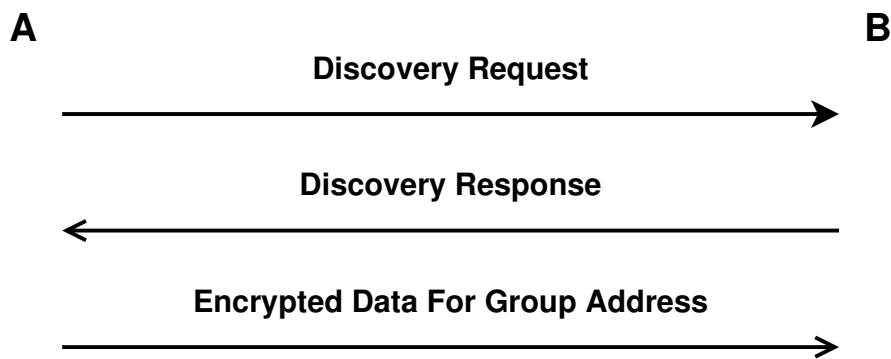 A
B
Discovery Request
Discovery Response
Encrypted Data For Group Address